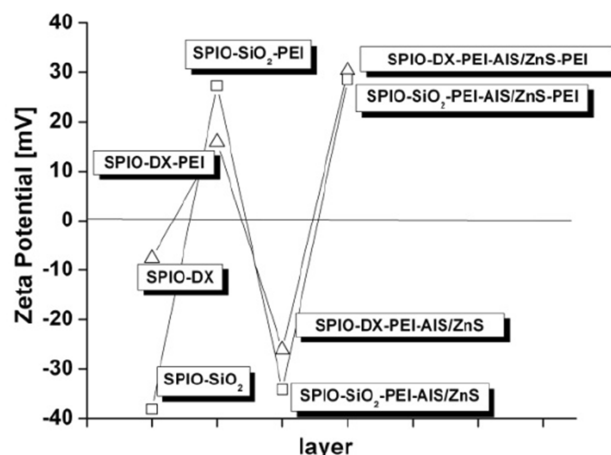 40
30
20
10
0
-10
-20
-30
-40
Zeta Potential [mV]
layer
SPIO-SiO₂-PEI
SPIO-DX-PEI-AIS/ZnS-PEI
SPIO-SiO₂-PEI-AIS/ZnS-PEI
SPIO-DX-PEI
SPIO-DX
SPIO-DX-PEI-AIS/ZnS
SPIO-SiO₂
SPIO-SiO₂-PEI-AIS/ZnS